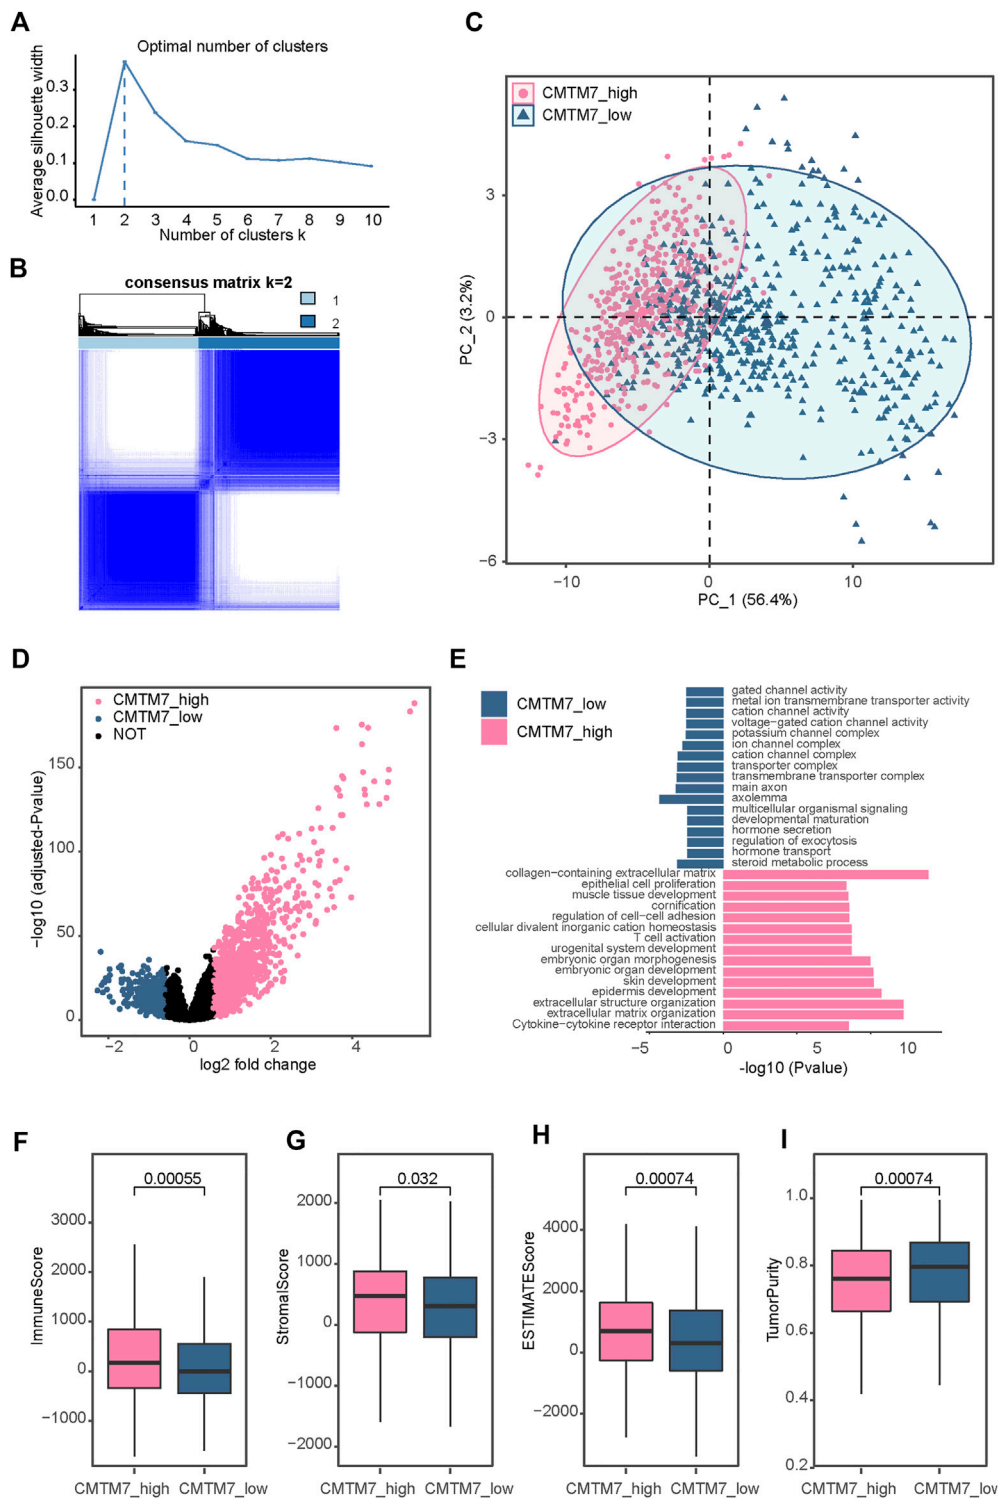 A
Optimal number of clusters
Average silhouette width
0.3
0.2
0.1
0.0
1 2 3 4 5 6 7 8 9 10
Number of clusters k
B
consensus matrix k=2
1
2
C
CMTM7_high
CMTM7_low
PC_2 (3.2%)
3
0
−3
−6
−10 0 10
PC_1 (56.4%)
D
CMTM7_high
CMTM7_low
NOT
−log10 (adjusted-Pvalue)
150
100
50
0
−2 0 2 4
log2 fold change
E
CMTM7_low
CMTM7_high
gated channel activity
metal ion transmembrane transporter activity
cation channel activity
voltage−gated cation channel activity
potassium channel complex
ion channel complex
cation channel complex
transporter complex
transmembrane transporter complex
main axon
axolemma
multicellular organismal signaling
developmental maturation
hormone secretion
regulation of exocytosis
hormone transport
steroid metabolic process
collagen−containing extracellular matrix
epithelial cell proliferation
muscle tissue development
cornification
regulation of cell−cell adhesion
cellular divalent inorganic cation homeostasis
T cell activation
urogenital system development
embryonic organ morphogenesis
embryonic organ development
skin development
epidermis development
extracellular structure organization
extracellular matrix organization
Cytokine−cytokine receptor interaction
−5 0 5 10
-log10 (Pvalue)
F
0.00055
ImmuneScore
3000
2000
1000
0
−1000
CMTM7_high CMTM7_low
G
0.032
StromalScore
2000
1000
0
−1000
−2000
CMTM7_high CMTM7_low
H
0.00074
ESTIMATEScore
4000
2000
0
−2000
CMTM7_high CMTM7_low
I
0.00074
TumorPurity
1.0
0.8
0.6
0.4
0.2
CMTM7_high CMTM7_low